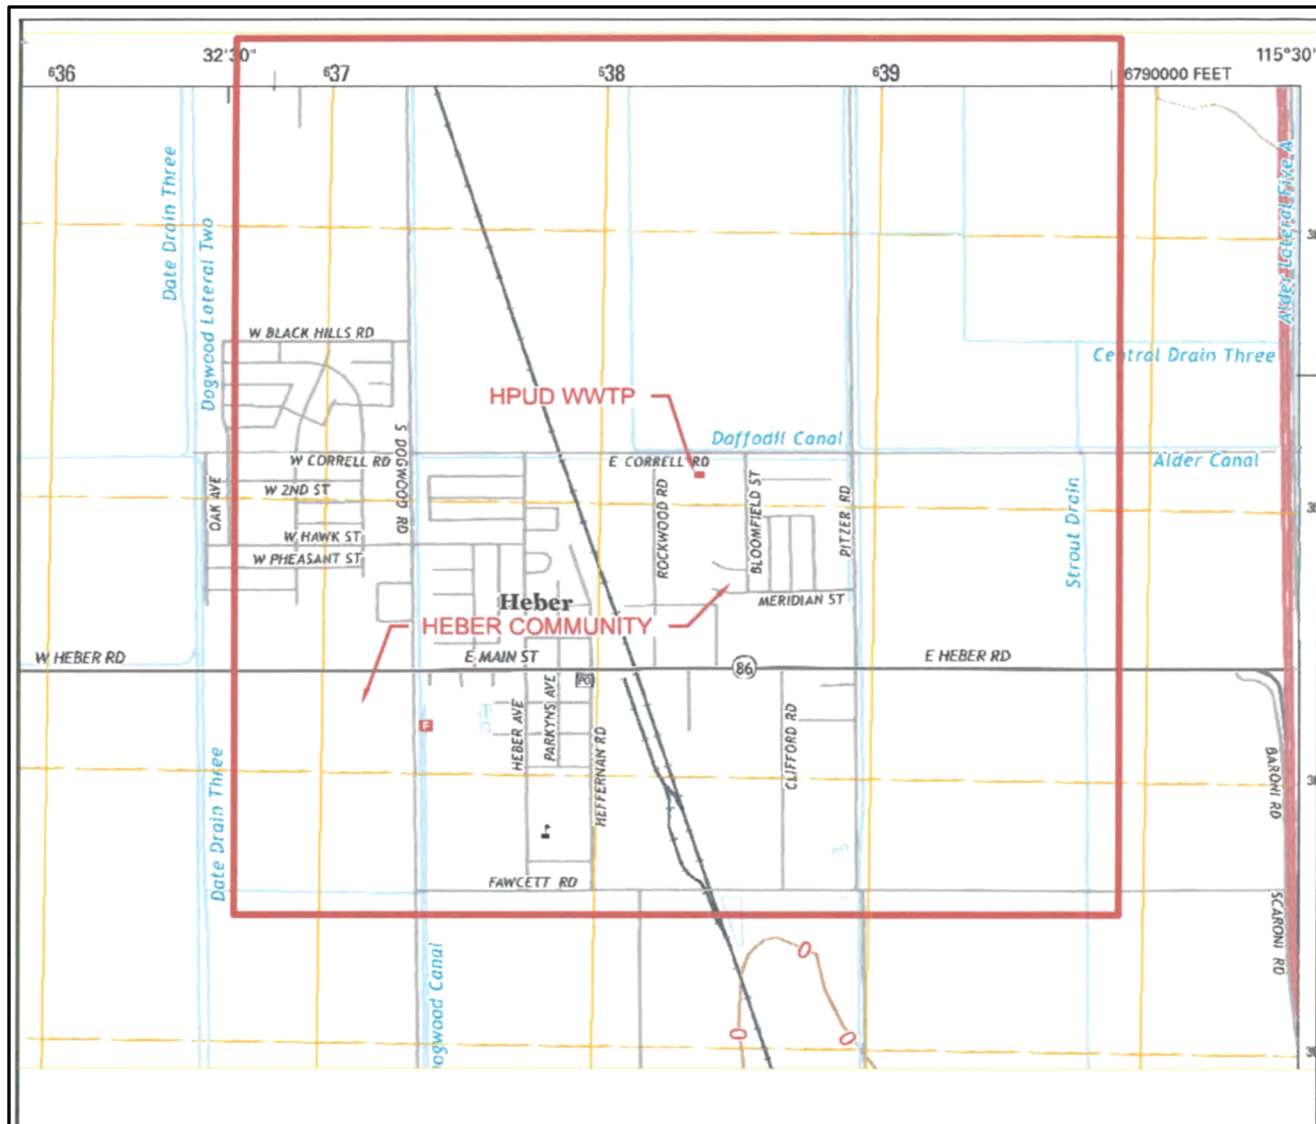 32'30"
115°30'
⁶36
⁶37
⁶38
⁶39
6790000 FEET
Date Drain Three
Dogwood Lateral Two
Alder Lateral Five A
W BLACK HILLS RD
Central Drain Three
HPUD WWTP
S DOGWOOD RD
Daffodil Canal
W CORRELL RD
E CORRELL RD
Alder Canal
OAK AVE
W 2ND ST
ROCKWOOD RD
BLOOMFIELD ST
PITZER RD
Strout Drain
W HAWK ST
W PHEASANT ST
MERIDIAN ST
Heber
HEBER COMMUNITY
W HEBER RD
E MAIN ST
86
E HEBER RD
PO
HEBER AVE
PARKYNS AVE
HEFFERNAN RD
CLIFFORD RD
BARONI RD
Date Drain Three
FAWCETT RD
SCARONI RD
ogwood Canal
0
0
0